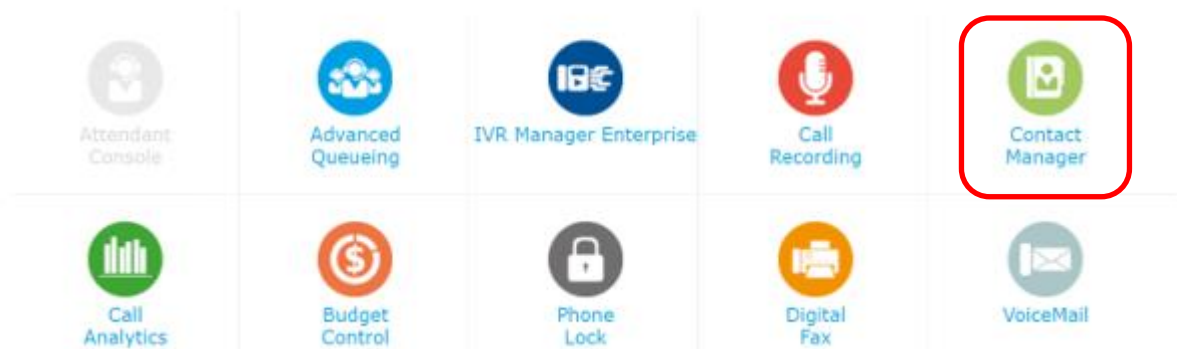 Attendant
Console
Advanced
Queueing
IVR Manager Enterprise
Call
Recording
Contact
Manager
Call
Analytics
Budget
Control
Phone
Lock
Digital
Fax
VoiceMail